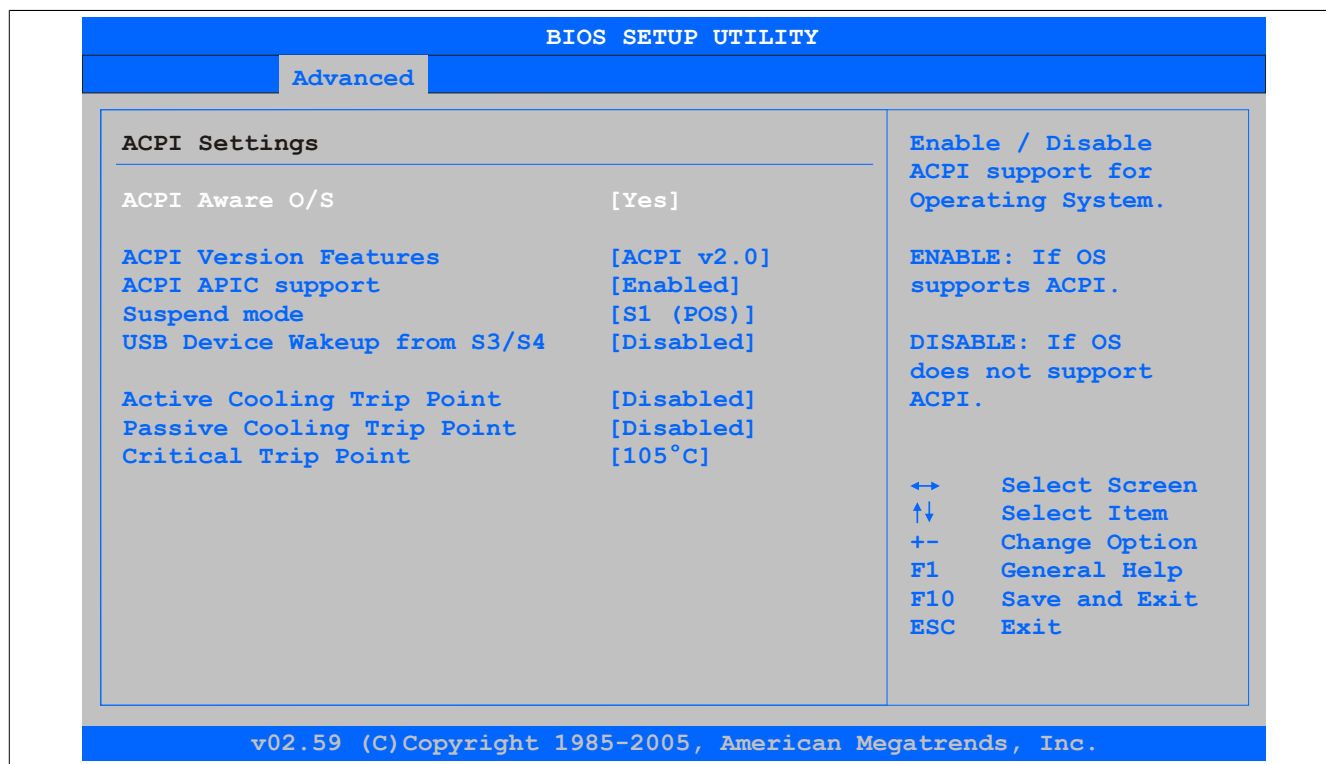 BIOS SETUP UTILITY
Advanced
ACPI Settings
ACPI Aware O/S [Yes]
ACPI Version Features [ACPI v2.0]
ACPI APIC support [Enabled]
Suspend mode [S1 (POS)]
USB Device Wakeup from S3/S4 [Disabled]
Active Cooling Trip Point [Disabled]
Passive Cooling Trip Point [Disabled]
Critical Trip Point [105°C]
Enable / Disable
ACPI support for
Operating System.
ENABLE: If OS
supports ACPI.
DISABLE: If OS
does not support
ACPI.
↔ Select Screen
↑↓ Select Item
+- Change Option
F1 General Help
F10 Save and Exit
ESC Exit
v02.59 (C)Copyright 1985-2005, American Megatrends, Inc.